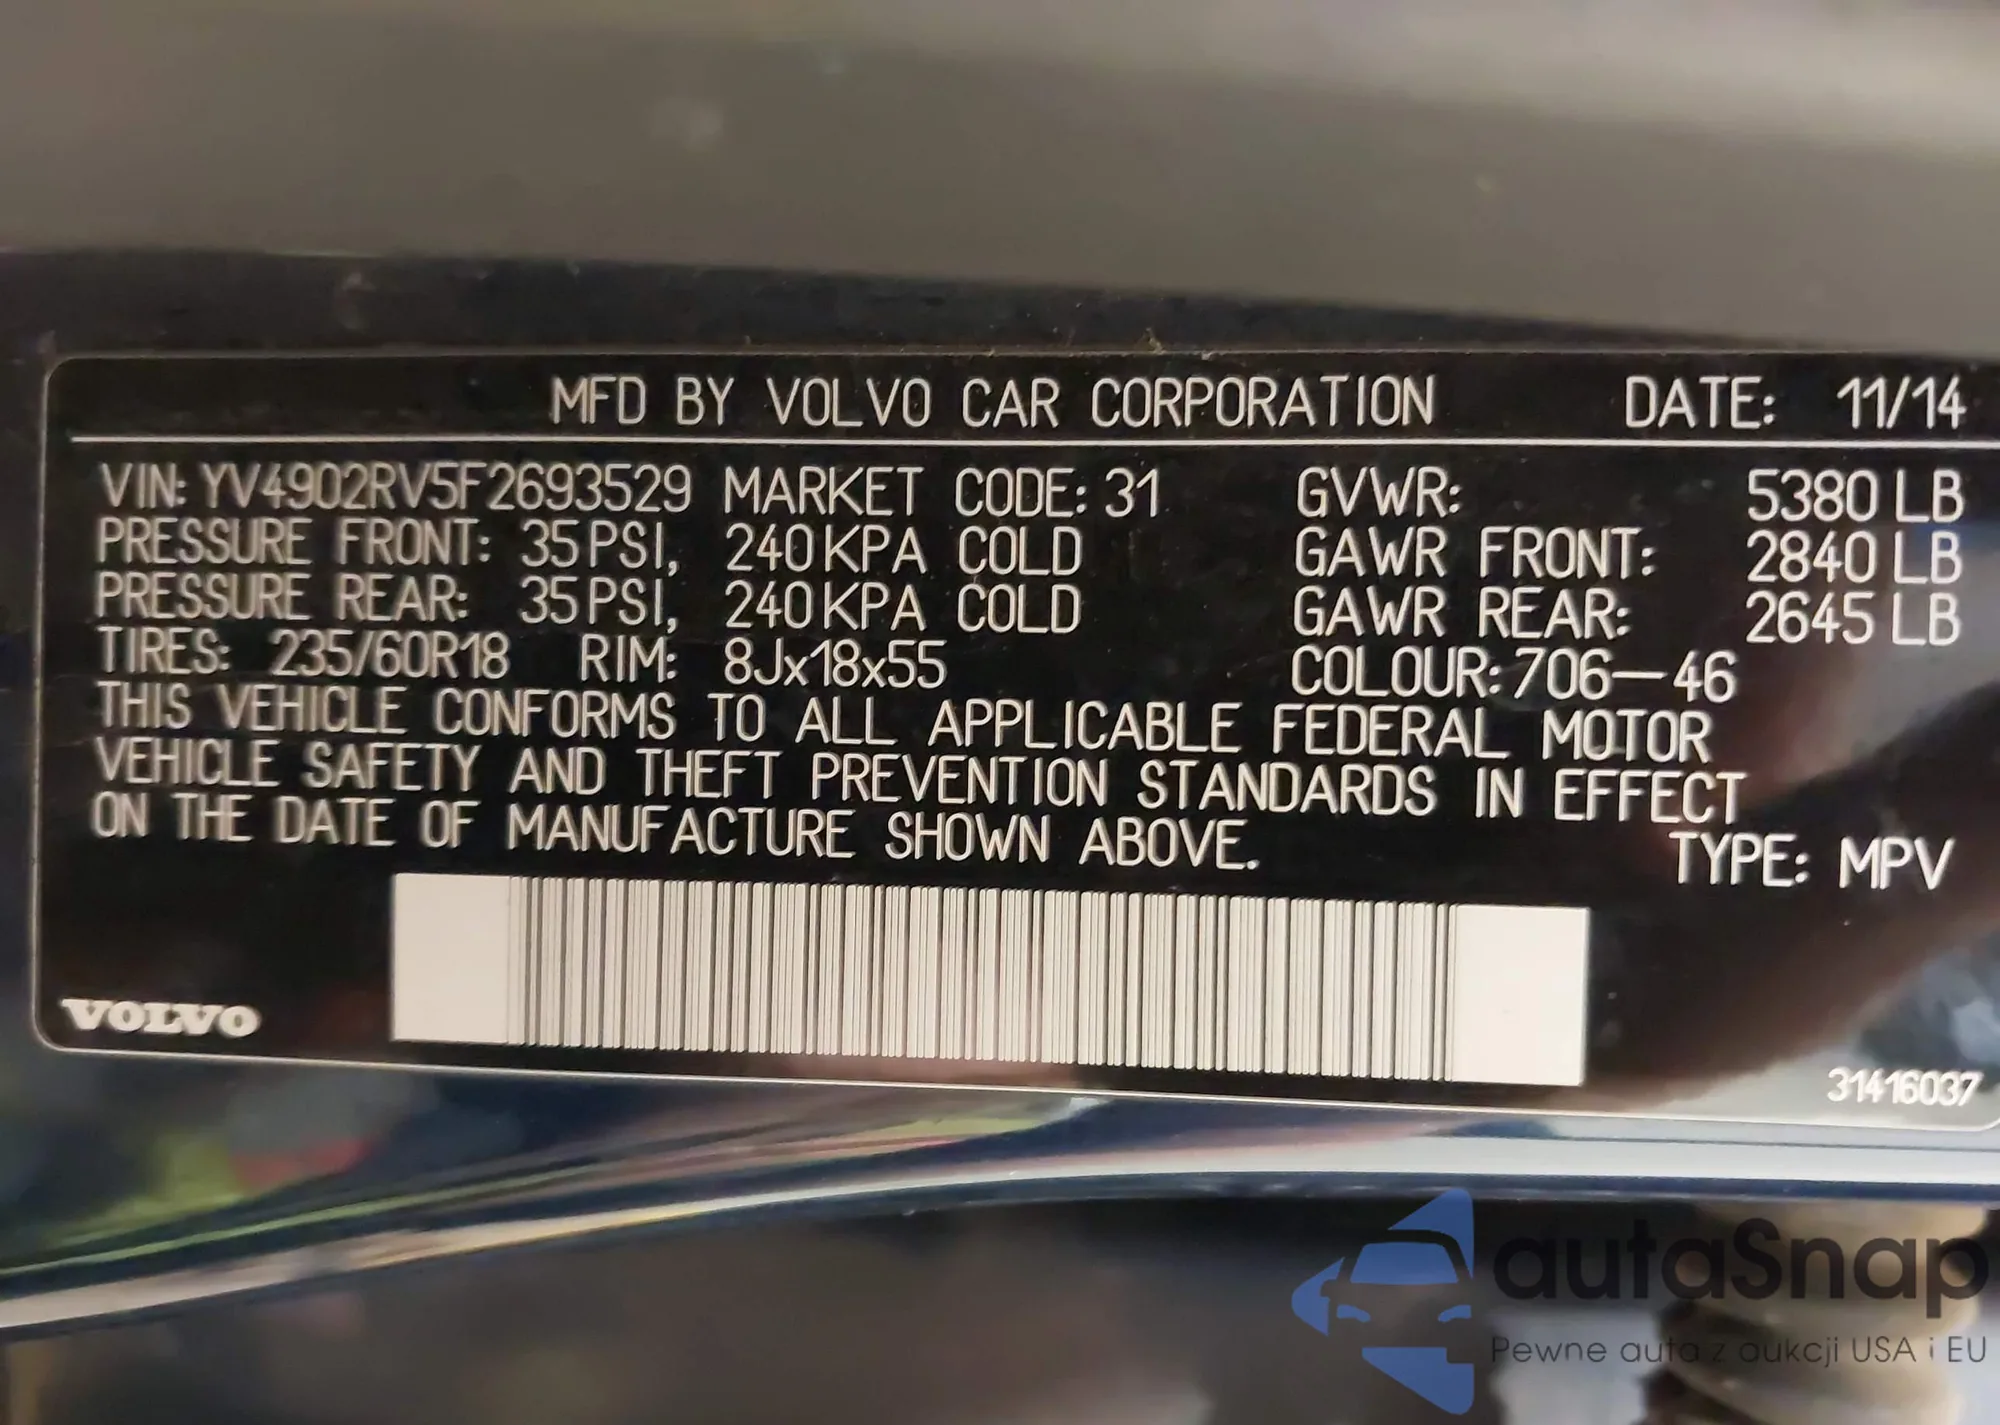 MFD BY VOLVO CAR CORPORATION DATE: 11/14
VIN: YV4902RV5F2693529 MARKET CODE: 31 GVWR: 5380 LB
PRESSURE FRONT: 35 PSI, 240 KPA COLD GAWR FRONT: 2840 LB
PRESSURE REAR: 35 PSI, 240 KPA COLD GAWR REAR: 2645 LB
TIRES: 235/60R18 RIM: 8Jx18x55 COLOUR: 706-46
THIS VEHICLE CONFORMS TO ALL APPLICABLE FEDERAL MOTOR
VEHICLE SAFETY AND THEFT PREVENTION STANDARDS IN EFFECT
ON THE DATE OF MANUFACTURE SHOWN ABOVE. TYPE: MPV
VOLVO
31416037
autaSnap
Pewne auta z aukcji USA i EU